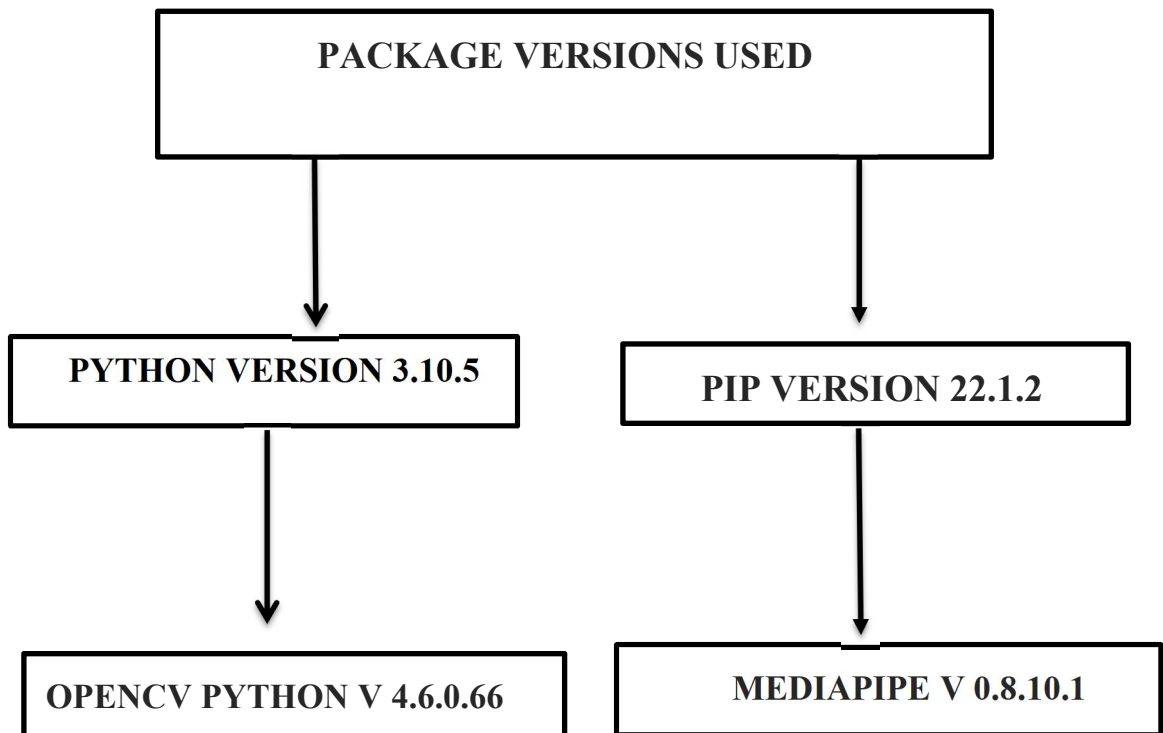 PACKAGE VERSIONS USED
PYTHON VERSION 3.10.5
PIP VERSION 22.1.2
OPENCV PYTHON V 4.6.0.66
MEDIAPIPE V 0.8.10.1